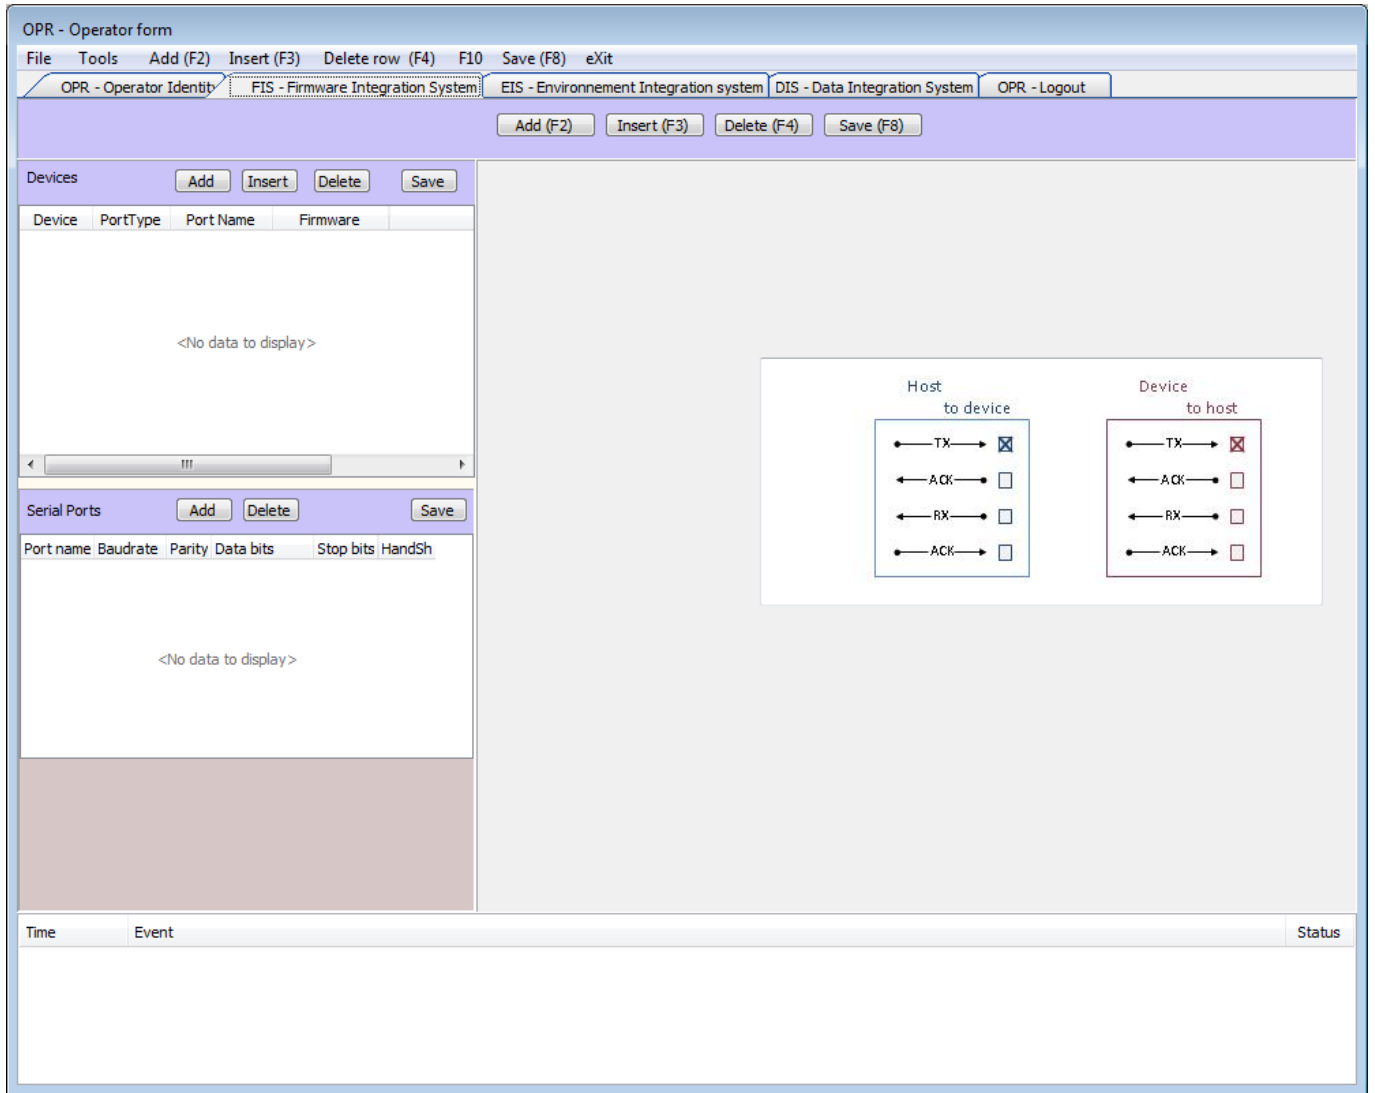 OPR - Operator form
File Tools Add (F2) Insert (F3) Delete row (F4) F10 Save (F8) eXit
OPR - Operator Identity FIS - Firmware Integration System EIS - Environnement Integration system DIS - Data Integration System OPR - Logout
Add (F2) Insert (F3) Delete (F4) Save (F8)
Devices Add Insert Delete Save
Device PortType Port Name Firmware
<No data to display>
Serial Ports Add Delete Save
Port name Baudrate Parity Data bits Stop bits HandSh
<No data to display>
Host
to device
TX
ACK
RX
ACK
Device
to host
TX
ACK
RX
ACK
Time Event Status